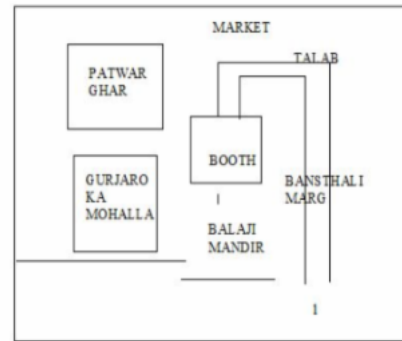 MARKET
TALAB
PATWAR
GHAR
BOOTH
GURJARO
KA
MOHALLA
BANSTHALI
MARG
BALAJI
MANDIR
1